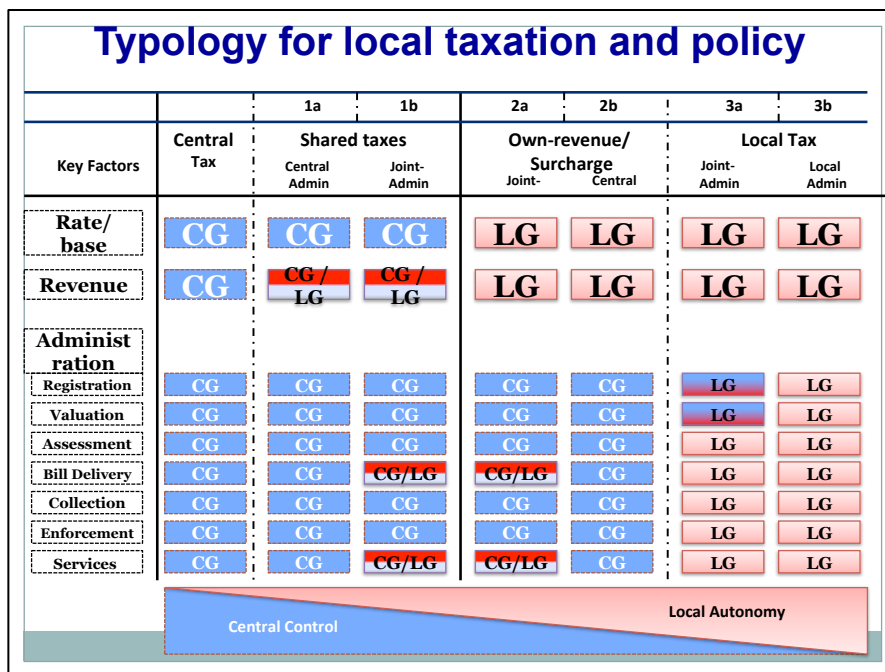 Typology for local taxation and policy
1a 1b 2a 2b 3a 3b
Key Factors
Central
Tax
Shared taxes
Central
Admin
Joint-
Admin
Own-revenue/
Surcharge
Joint- Central
Local Tax
Joint-
Admin
Local
Admin
Rate/
base
CG CG CG LG LG LG LG
Revenue
CG
CG /
LG
CG /
LG
LG LG LG LG
Administ
ration
Registration CG CG CG CG CG LG LG
Valuation CG CG CG CG CG LG LG
Assessment CG CG CG CG CG LG LG
Bill Delivery CG CG CG/LG CG/LG CG LG LG
Collection CG CG CG CG CG LG LG
Enforcement CG CG CG CG CG LG LG
Services CG CG CG/LG CG/LG CG LG LG
Local Autonomy
Central Control